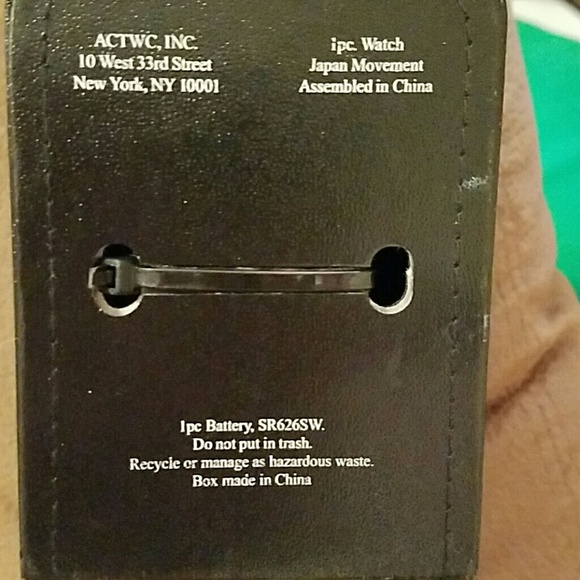 ACTWC, INC.
10 West 33rd Street
New York, NY 10001
1pc. Watch
Japan Movement
Assembled in China
1pc Battery, SR626SW.
Do not put in trash.
Recycle or manage as hazardous waste.
Box made in China